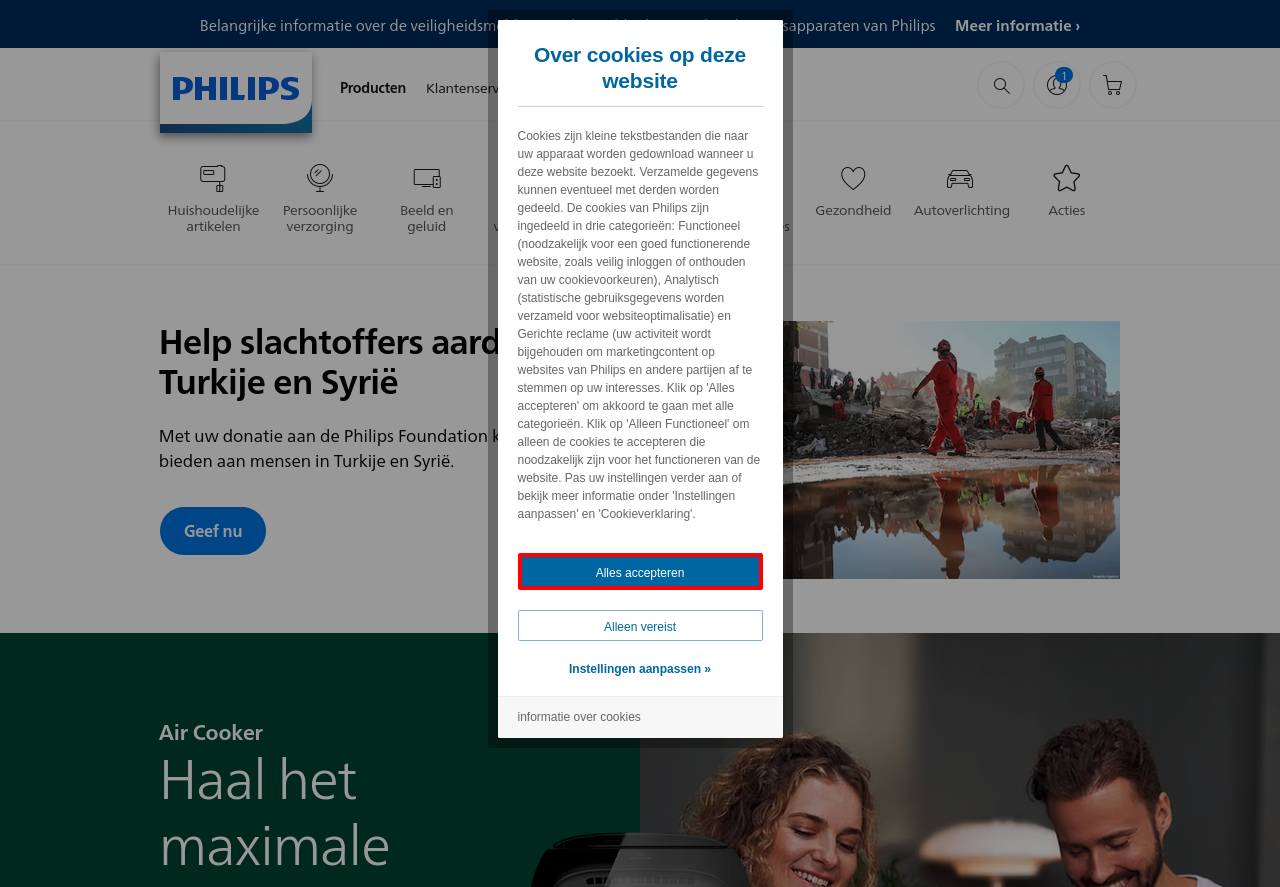 Belangrijke informatie over de
sapparaten van Philips
Meer informatie ›
PHILIPS
Producten
Klantenserv
1
Huishoudelijke
artikelen
Persoonlijke
verzorging
Beeld en
geluid
Gezondheid
Autoverlichting
Acties
Help slachtoffers aard
Turkije en Syrië
Met uw donatie aan de Philips Foundation k
bieden aan mensen in Turkije en Syrië.
Geef nu
Over cookies op deze
website
Cookies zijn kleine tekstbestanden die naar
uw apparaat worden gedownload wanneer u
deze website bezoekt. Verzamelde gegevens
kunnen eventueel met derden worden
gedeeld. De cookies van Philips zijn
ingedeeld in drie categorieën: Functioneel
(noodzakelijk voor een goed functionerende
website, zoals veilig inloggen of onthouden
van uw cookievoorkeuren), Analytisch
(statistische gebruiksgegevens worden
verzameld voor websiteoptimalisatie) en
Gerichte reclame (uw activiteit wordt
bijgehouden om marketingcontent op
websites van Philips en andere partijen af te
stemmen op uw interesses. Klik op 'Alles
accepteren' om akkoord te gaan met alle
categorieën. Klik op 'Alleen Functioneel' om
alleen de cookies te accepteren die
noodzakelijk zijn voor het functioneren van de
website. Pas uw instellingen verder aan of
bekijk meer informatie onder 'Instellingen
aanpassen' en 'Cookieverklaring'.
Alles accepteren
Alleen vereist
Instellingen aanpassen »
informatie over cookies
Air Cooker
Haal het
maximale